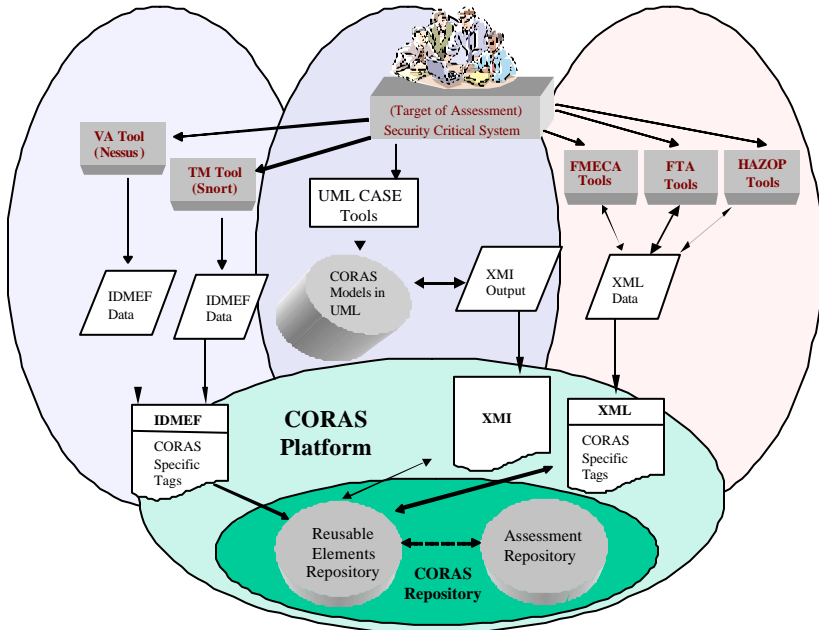 (Target of Assessment)
Security Critical System
VA Tool
(Nessus)
TM Tool
(Snort)
UML CASE
Tools
FMECA
Tools
FTA
Tools
HAZOP
Tools
IDMEF
Data
IDMEF
Data
CORAS
Models in
UML
XMI
Output
XML
Data
IDMEF
CORAS
Specific
Tags
CORAS
Platform
XMI
XML
CORAS
Specific
Tags
Reusable
Elements
Repository
Assessment
Repository
CORAS
Repository